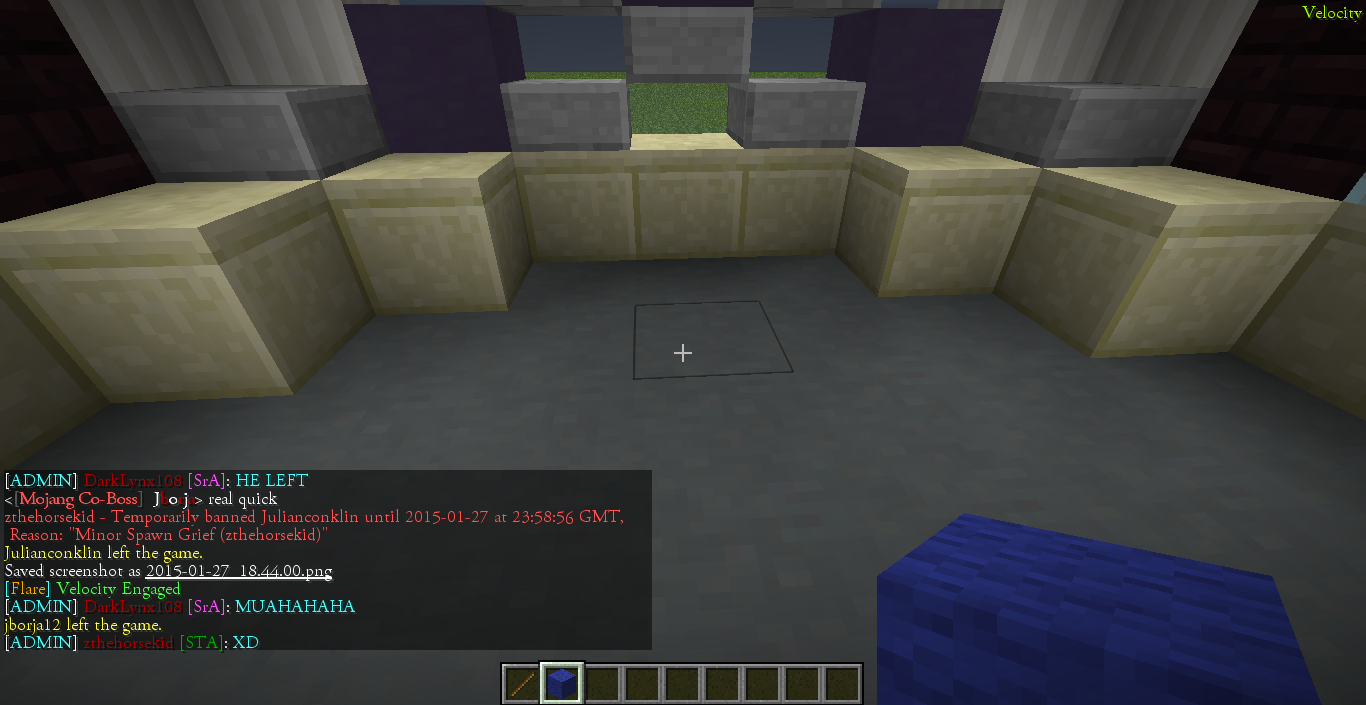 Velocity
[ADMIN] DarkLynx108 [SrA]: HE LEFT
<[Mojang Co-Boss] J o j > real quick
zthehorsekid - Temporarily banned Julianconklin until 2015-01-27 at 23:58:56 GMT,
Reason: "Minor Spawn Grief (zthehorsekid)"
Julianconklin left the game.
Saved screenshot as 2015-01-27_18.44.00.png
[Flare] Velocity Engaged
[ADMIN] DarkLynx108 [SrA]: MUAHAHAHA
jborja12 left the game.
[ADMIN] zthehorsekid [STA]: XD